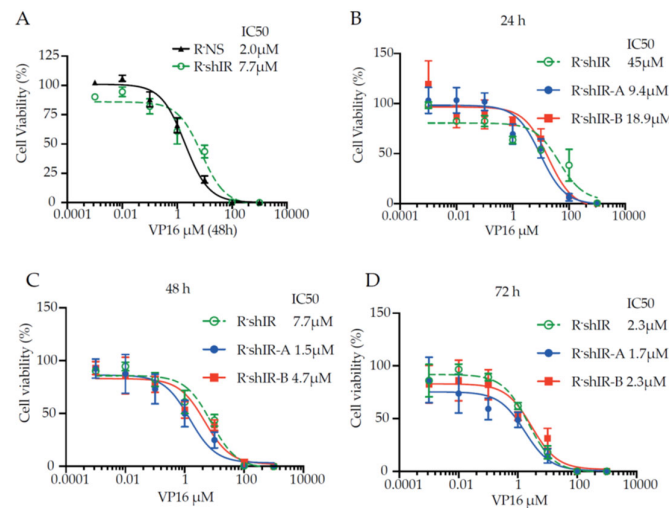 A
IC50
R-NS 2.0µM
R-shIR 7.7µM
Cell Viability (%)
125
100
75
50
25
0
0.0001 0.01 1 100 10000
VP16 µM (48h)
B
24 h
IC50
R-shIR 45µM
R-shIR-A 9.4µM
R-shIR-B 18.9µM
Cell Viability (%)
150
100
50
0
0.0001 0.01 1 100 10000
VP16 µM
C
48 h
IC50
R-shIR 7.7µM
R-shIR-A 1.5µM
R-shIR-B 4.7µM
Cell viability (%)
150
100
50
0
0.0001 0.01 1 100 10000
VP16 µM
D
72 h
IC50
R-shIR 2.3µM
R-shIR-A 1.7µM
R-shIR-B 2.3µM
Cell viability (%)
150
100
50
0
0.0001 0.01 1 100 10000
VP16 µM